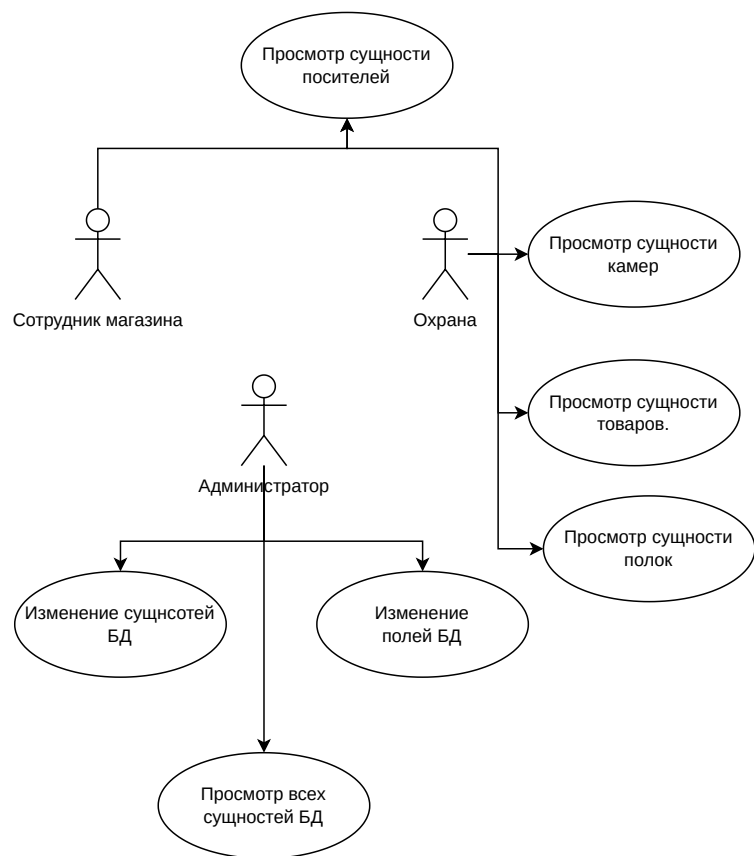 Просмотр сущности
посителей
Просмотр сущности
камер
Сотрудник магазина
Охрана
Просмотр сущности
товаров.
Администратор
Просмотр сущности
полок
Изменение сущнсотей
БД
Изменение
полей БД
Просмотр всех
сущностей БД